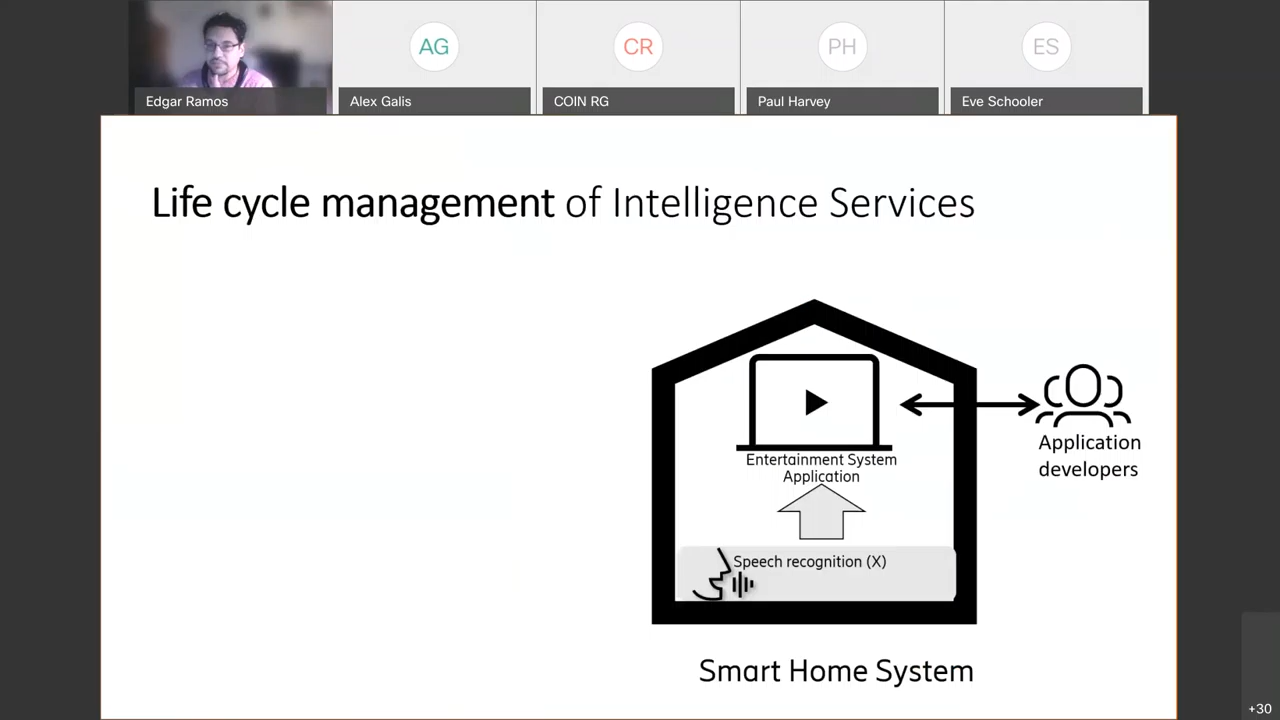 AG
CR
PH
ES
Edgar Ramos
Alex Galis
COIN RG
Paul Harvey
Eve Schooler
Life cycle management of Intelligence Services
Application
developers
Entertainment System
Application
Speech recognition (X)
Smart Home System
+30